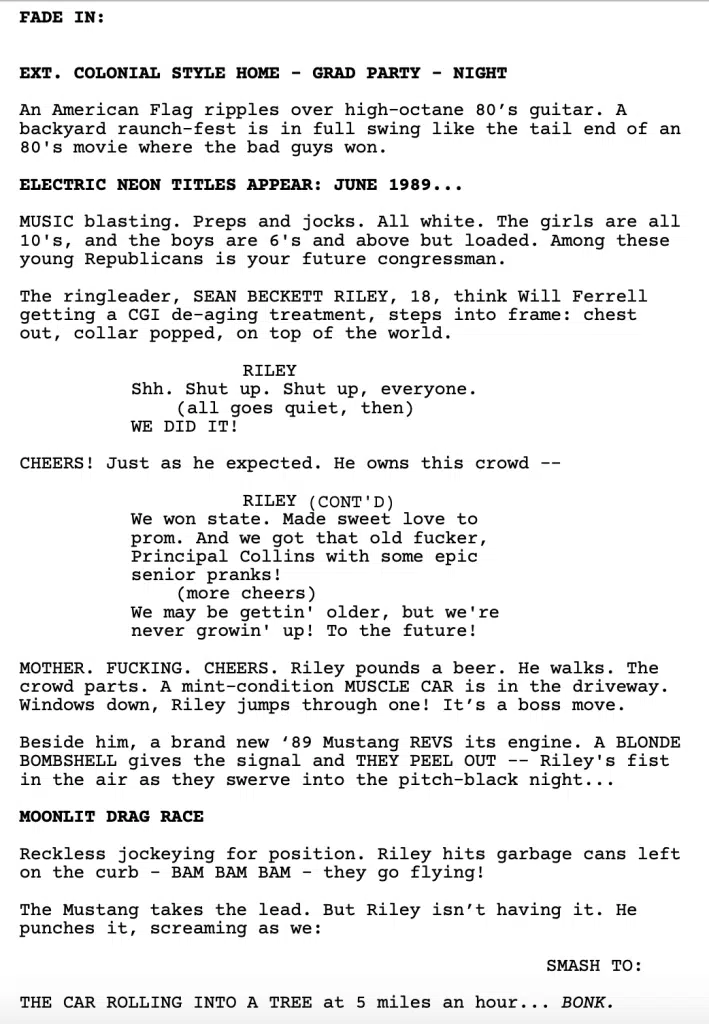 FADE IN:
EXT. COLONIAL STYLE HOME - GRAD PARTY - NIGHT
An American Flag ripples over high-octane 80’s guitar. A
backyard raunch-fest is in full swing like the tail end of an
80's movie where the bad guys won.
ELECTRIC NEON TITLES APPEAR: JUNE 1989...
MUSIC blasting. Preps and jocks. All white. The girls are all
10's, and the boys are 6's and above but loaded. Among these
young Republicans is your future congressman.
The ringleader, SEAN BECKETT RILEY, 18, think Will Ferrell
getting a CGI de-aging treatment, steps into frame: chest
out, collar popped, on top of the world.
RILEY
Shh. Shut up. Shut up, everyone.
(all goes quiet, then)
WE DID IT!
CHEERS! Just as he expected. He owns this crowd --
RILEY (CONT'D)
We won state. Made sweet love to
prom. And we got that old fucker,
Principal Collins with some epic
senior pranks!
(more cheers)
We may be gettin' older, but we're
never growin' up! To the future!
MOTHER. FUCKING. CHEERS. Riley pounds a beer. He walks. The
crowd parts. A mint-condition MUSCLE CAR is in the driveway.
Windows down, Riley jumps through one! It’s a boss move.
Beside him, a brand new ‘89 Mustang REVS its engine. A BLONDE
BOMBSHELL gives the signal and THEY PEEL OUT -- Riley's fist
in the air as they swerve into the pitch-black night...
MOONLIT DRAG RACE
Reckless jockeying for position. Riley hits garbage cans left
on the curb - BAM BAM BAM - they go flying!
The Mustang takes the lead. But Riley isn’t having it. He
punches it, screaming as we:
SMASH TO:
THE CAR ROLLING INTO A TREE at 5 miles an hour... BONK.